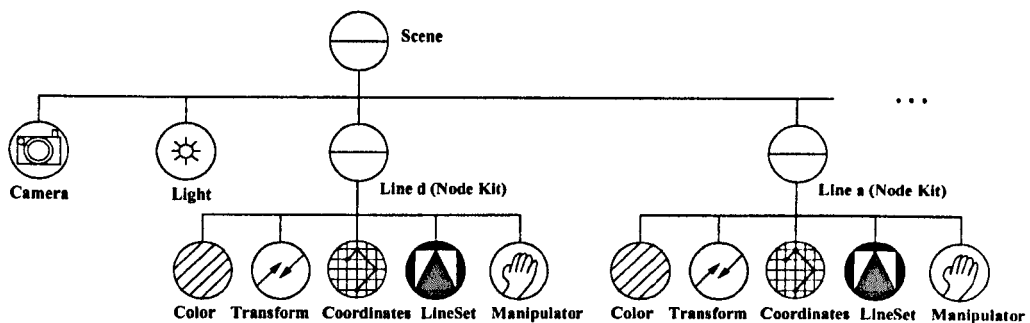 Scene
...
Camera
Light
Line d (Node Kit)
Line a (Node Kit)
Color Transform Coordinates LineSet Manipulator
Color Transform Coordinates LineSet Manipulator